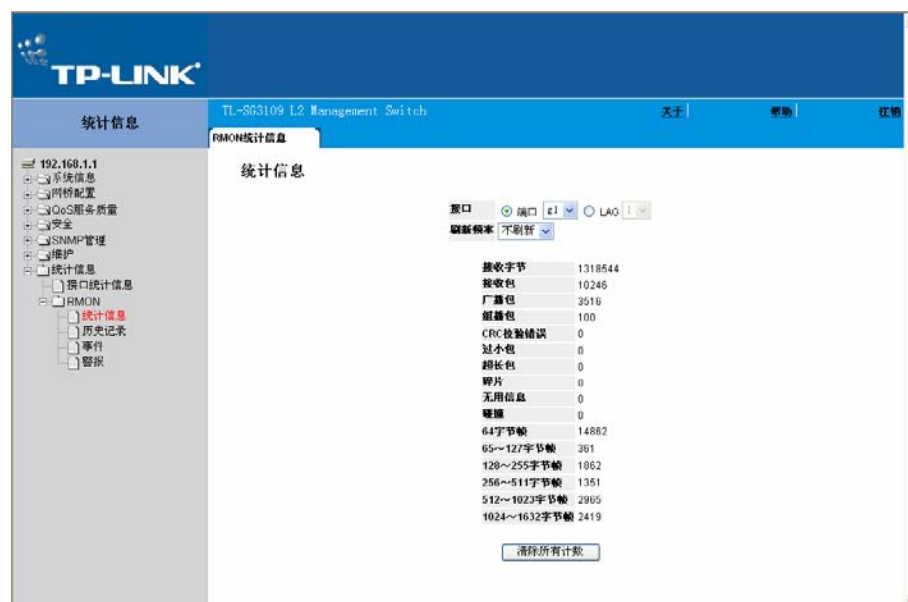 TP-LINK
统计信息
TL-SG3109 L2 Management Switch
关于
帮助
注销
RMON统计信息
192.168.1.1
系统信息
网桥配置
QoS服务质量
安全
SNMP管理
维护
统计信息
接口统计信息
RMON
统计信息
历史记录
事件
警报
统计信息
接口 端口 g1 LAG 1
刷新频率 不刷新
接收字节 1318544
接收包 10246
广播包 3516
组播包 100
CRC校验错误 0
过小包 0
超长包 0
碎片 0
无用信息 0
碰撞 0
64字节帧 14862
65~127字节帧 361
128~255字节帧 1862
256~511字节帧 1351
512~1023字节帧 2965
1024~1632字节帧 2419
清除所有计数